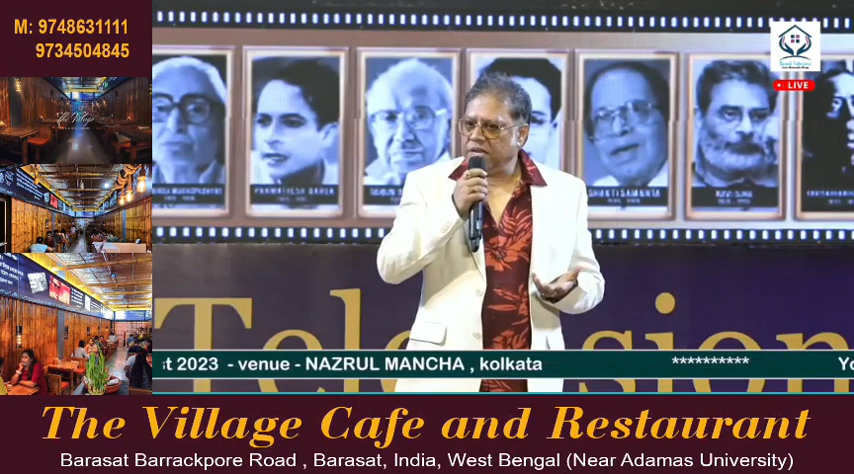 M: 9748631111
9734504845
The Village
LIVE
PRAMATHESH BARUA
SHAKTI SAMANTA
Television
st 2023 - venue - NAZRUL MANCHA , kolkata
**********
Yo
The Village Cafe and Restaurant
Barasat Barrackpore Road , Barasat, India, West Bengal (Near Adamas University)